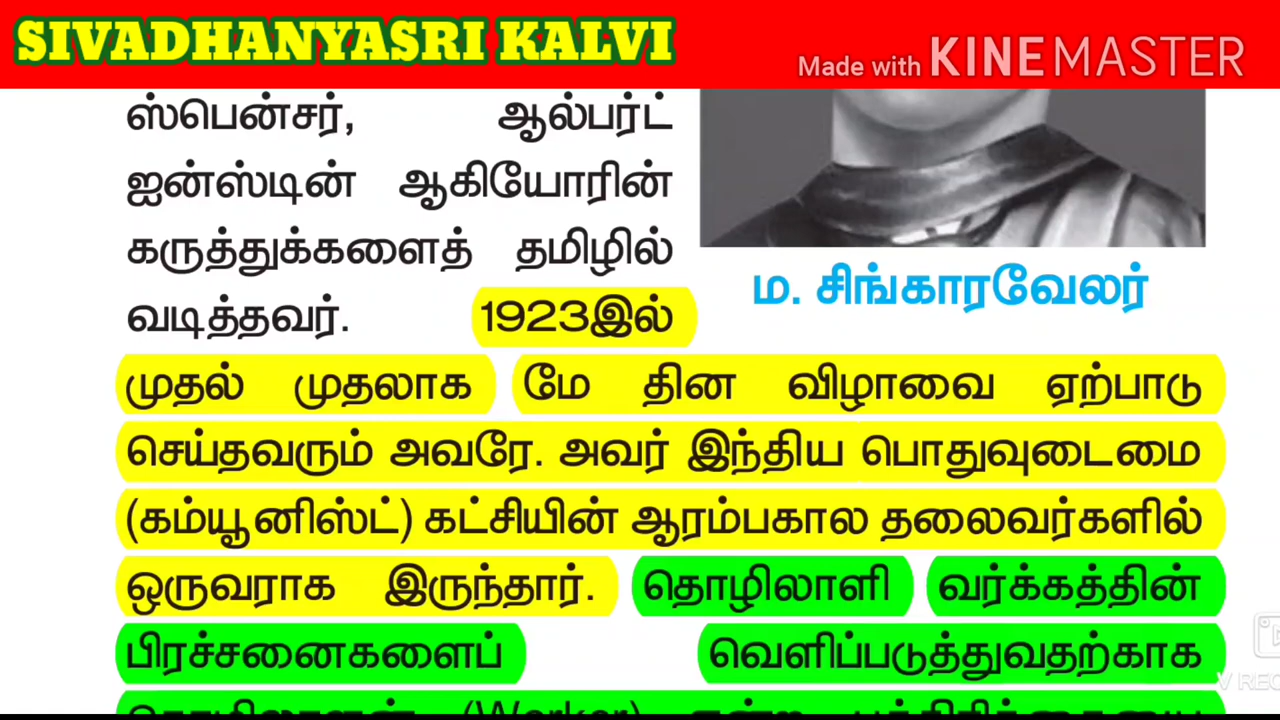 SIVADHANYASRI KALVI
Made with KINEMASTER
ஸ்பென்சர், ஆல்பர்ட்
ஐன்ஸ்டின் ஆகியோரின்
கருத்துக்களைத் தமிழில்
வடித்தவர். 1923இல்
ம. சிங்காரவேலர்
முதல் முதலாக மே தின விழாவை ஏற்பாடு
செய்தவரும் அவரே. அவர் இந்திய பொதுவுடைமை
(கம்யூனிஸ்ட்) கட்சியின் ஆரம்பகால தலைவர்களில்
ஒருவராக இருந்தார். தொழிலாளி வர்க்கத்தின்
பிரச்சனைகளைப் வெளிப்படுத்துவதற்காக